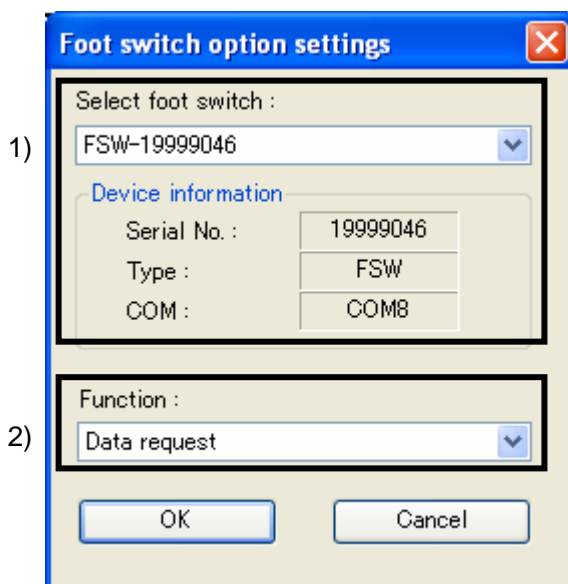 Foot switch option settings
Select foot switch :
1)
FSW-19999046
Device information
Serial No. : 19999046
Type : FSW
COM : COM8
Function :
2)
Data request
OK Cancel